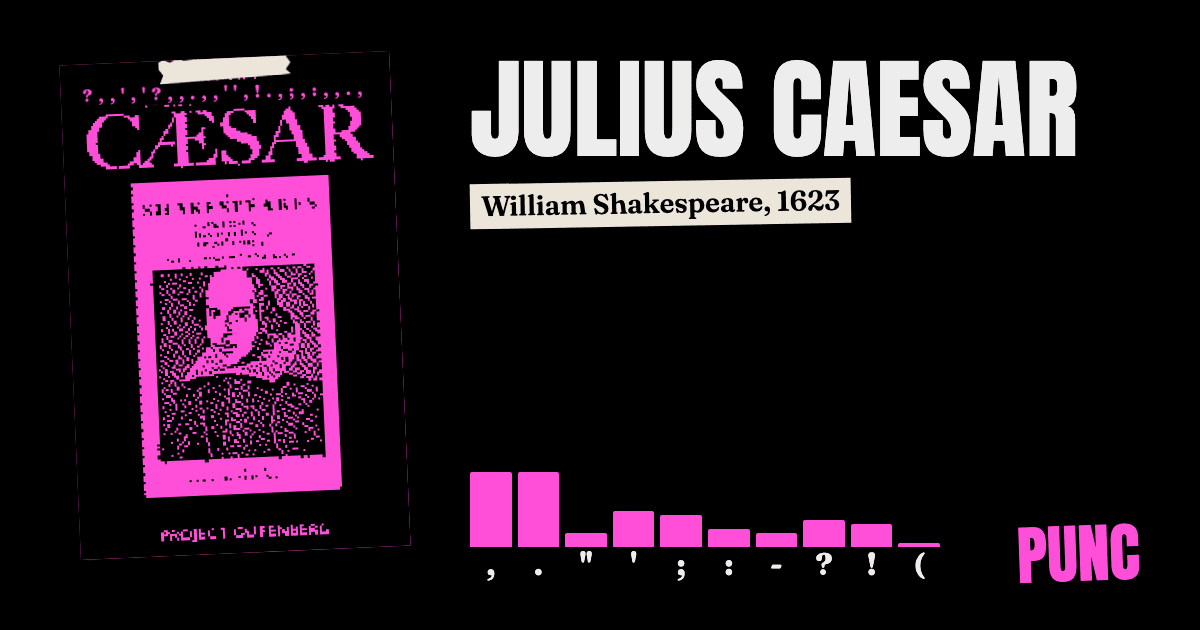 ?,,','?,,.,,'',!.,;,:,,.,
CÆSAR
SHAKESPEARES
PROJECT GUTENBERG
JULIUS CAESAR
William Shakespeare, 1623
, . " ' ; : - ? ! (
PUNC